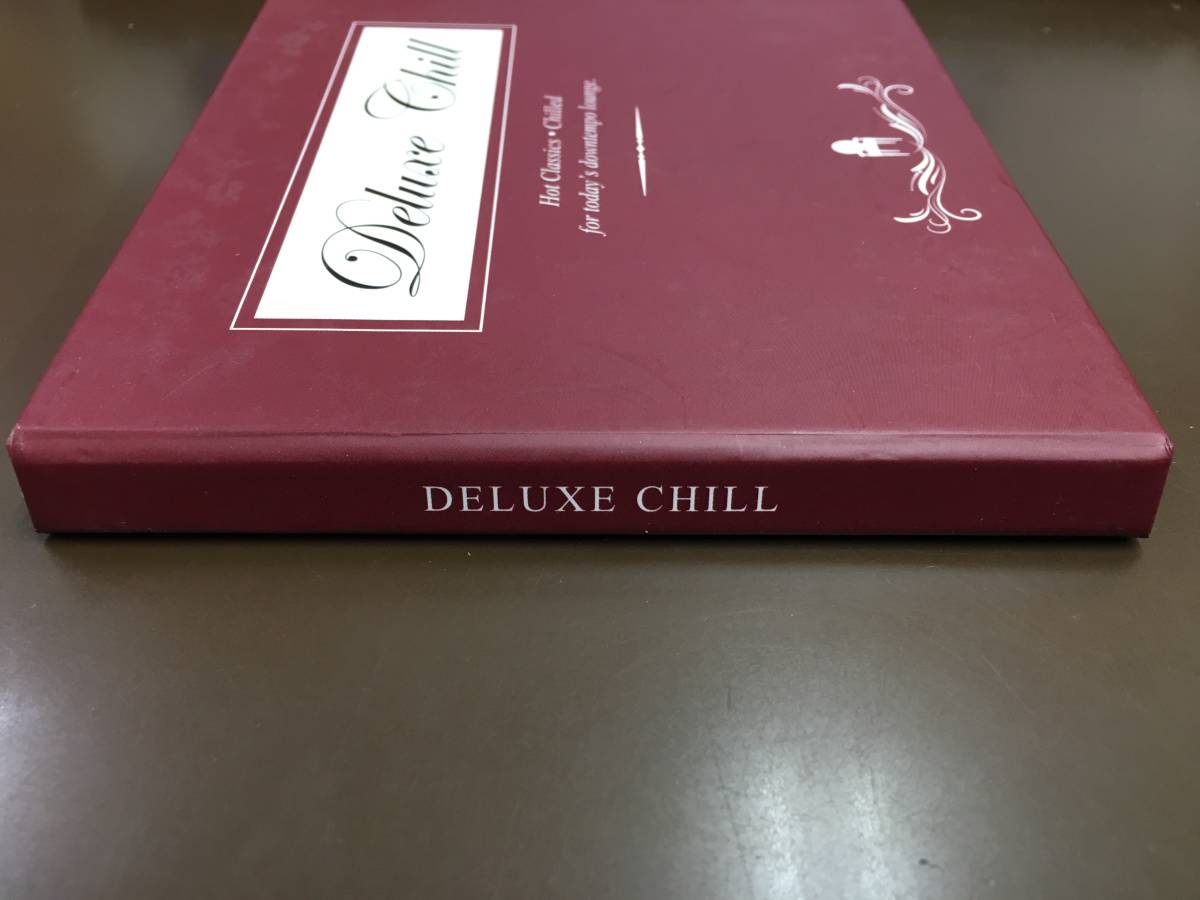 Deluxe Chill
Hot Classics • Chilled
for today's downtempo lounge.
DELUXE CHILL